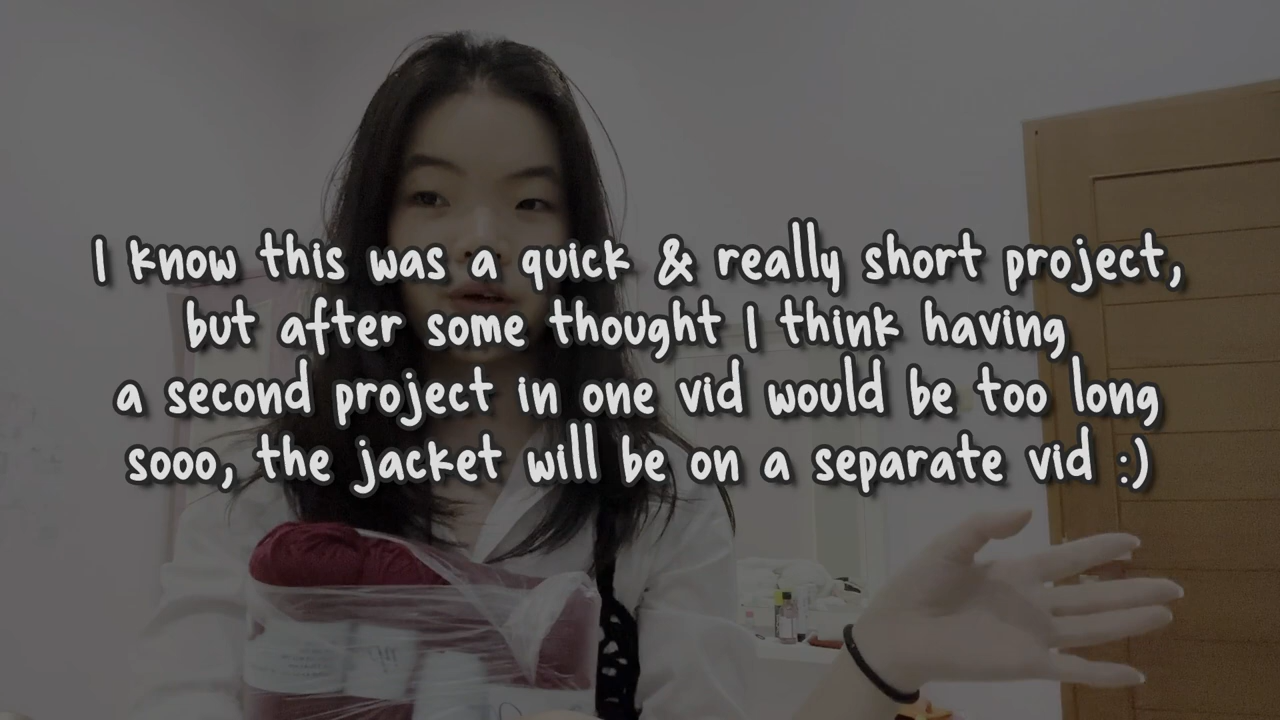 I know this was a quick & really short project,
but after some thought I think having
a second project in one vid would be too long
sooo, the jacket will be on a separate vid :)